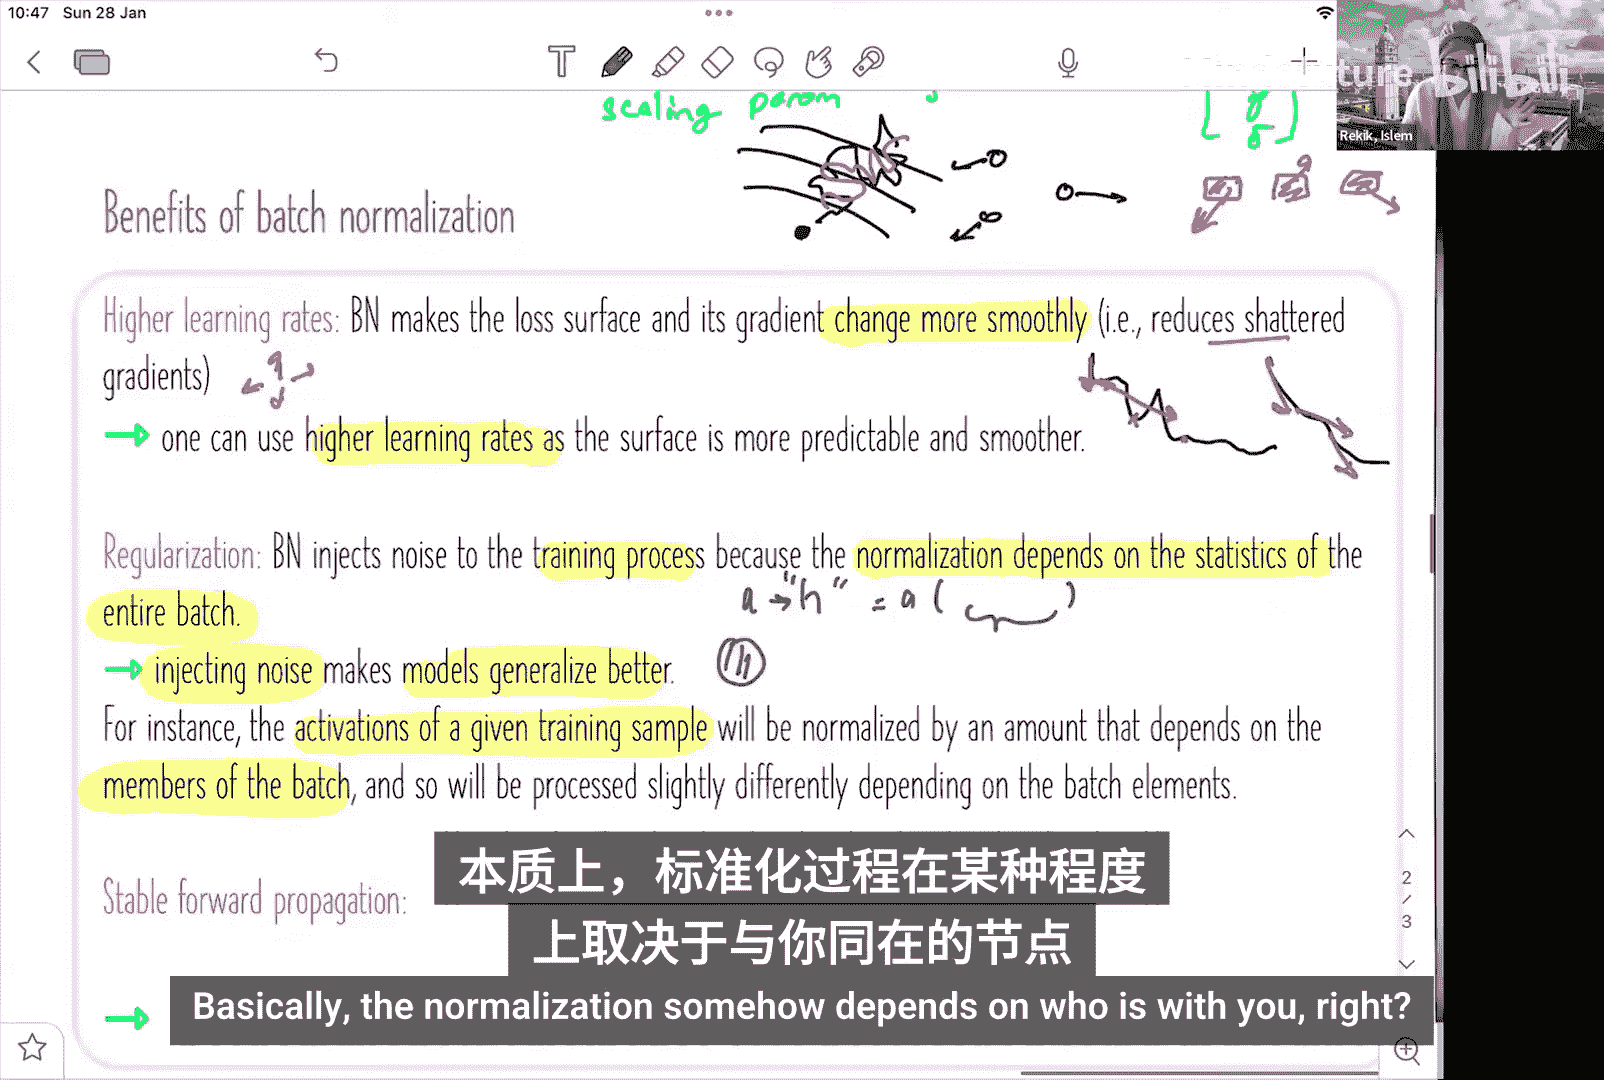 10:47 Sun 28 Jan
ture bilibili
Rekik, Islem
scaling param
Benefits of batch normalization
Higher learning rates: BN makes the loss surface and its gradient change more smoothly (i.e., reduces shattered
gradients)
→ one can use higher learning rates as the surface is more predictable and smoother.
Regularization: BN injects noise to the training process because the normalization depends on the statistics of the
entire batch.
a → "h" = a ( )
→ injecting noise makes models generalize better.
For instance, the activations of a given training sample will be normalized by an amount that depends on the
members of the batch, and so will be processed slightly differently depending on the batch elements.
Stable forward propagation:
本质上，标准化过程在某种程度
上取决于与你同在的节点
Basically, the normalization somehow depends on who is with you, right?
→
2
3